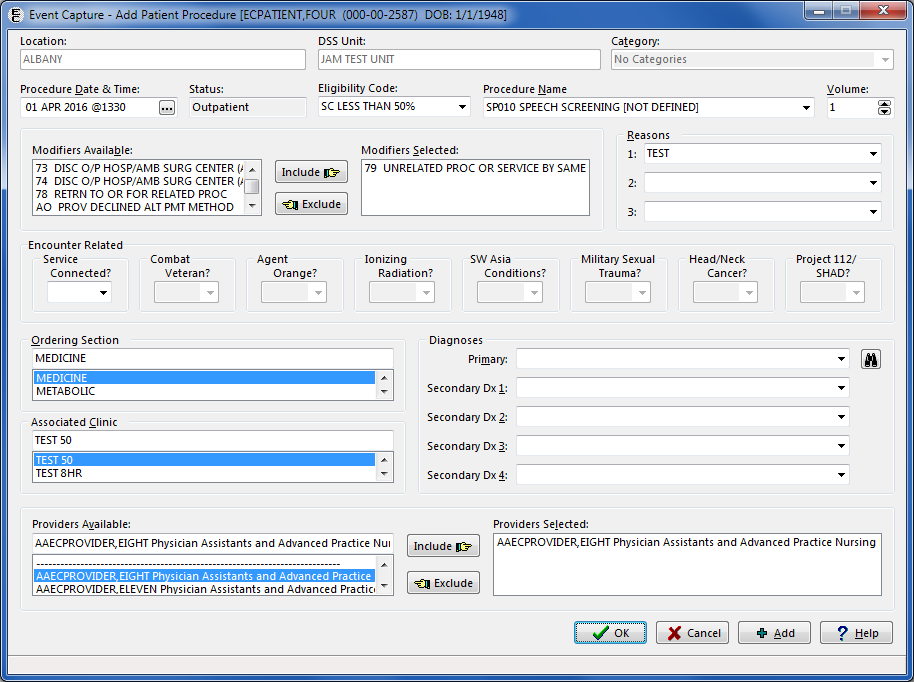 Event Capture - Add Patient Procedure [ECPATIENT,FOUR (000-00-2587) DOB: 1/1/1948]
Location: DSS Unit: Category:
ALBANY JAM TEST UNIT No Categories
Procedure Date & Time: Status: Eligibility Code: Procedure Name Volume:
01 APR 2016 @1330 ... Outpatient SC LESS THAN 50% SP010 SPEECH SCREENING [NOT DEFINED] 1
Modifiers Available:
73 DISC O/P HOSP/AMB SURG CENTER (
74 DISC O/P HOSP/AMB SURG CENTER (
78 RETRN TO OR FOR RELATED PROC
AO PROV DECLINED ALT PMT METHOD
Include
Exclude
Modifiers Selected:
79 UNRELATED PROC OR SERVICE BY SAME
Reasons
1: TEST
2:
3:
Encounter Related
Service Connected?
Combat Veteran?
Agent Orange?
Ionizing Radiation?
SW Asia Conditions?
Military Sexual Trauma?
Head/Neck Cancer?
Project 112/ SHAD?
Ordering Section
MEDICINE
MEDICINE
METABOLIC
Associated Clinic
TEST 50
TEST 50
TEST 8HR
Diagnoses
Primary:
Secondary Dx 1:
Secondary Dx 2:
Secondary Dx 3:
Secondary Dx 4:
Providers Available:
AAECPROVIDER,EIGHT Physician Assistants and Advanced Practice Nur
--------------------------------------------------------------------------------
AAECPROVIDER,EIGHT Physician Assistants and Advanced Practice
AAECPROVIDER,ELEVEN Physician Assistants and Advanced Practice
Include
Exclude
Providers Selected:
AAECPROVIDER,EIGHT Physician Assistants and Advanced Practice Nursing
OK Cancel Add Help